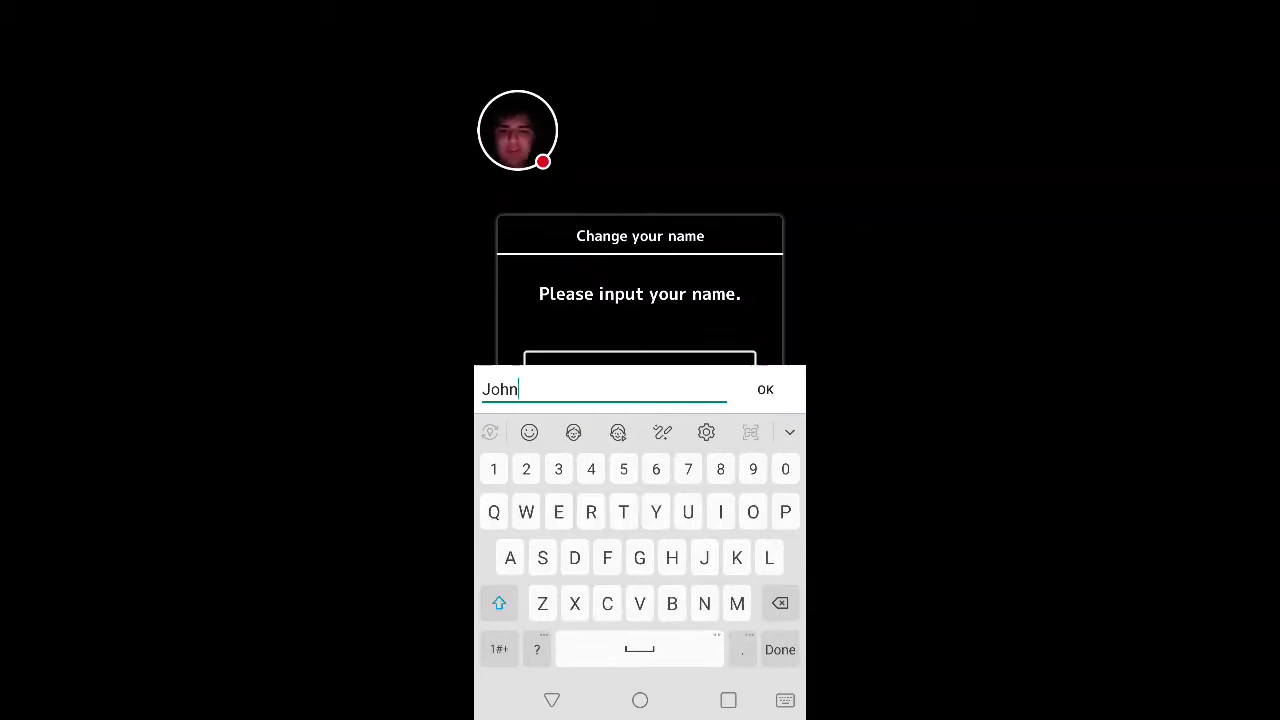 Change your name
Please input your name.
John
OK
1 2 3 4 5 6 7 8 9 0
Q W E R T Y U I O P
A S D F G H J K L
Z X C V B N M
1#+ ? . Done